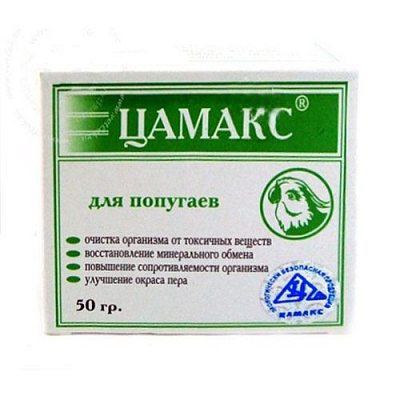 ЦАМАКС®
для попугаев
очистка организма от токсичных веществ
восстановление минерального обмена
повышение сопротивляемости организма
улучшение окраса пера
50 гр.
ЦАМАКС